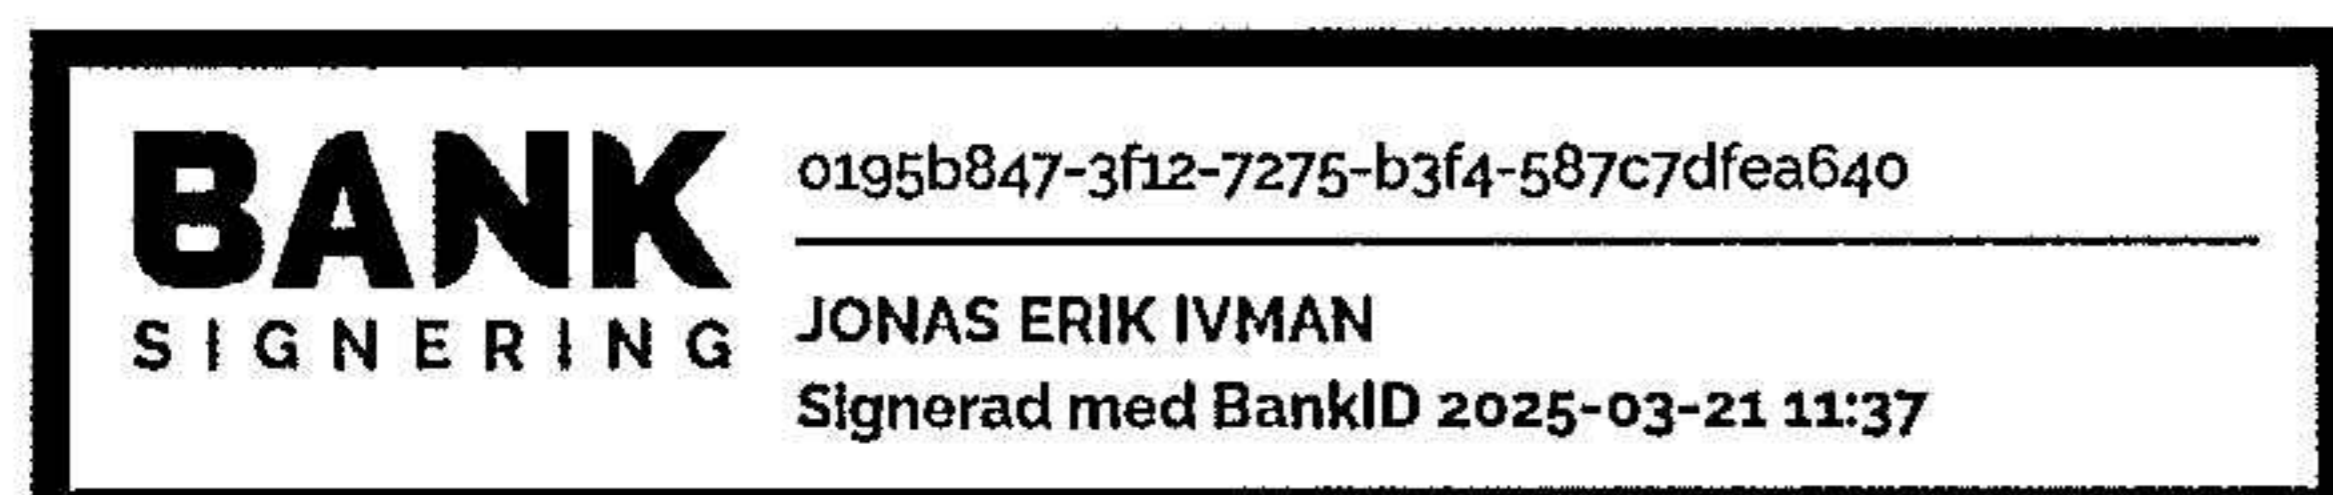 BANK
SIGNERING
0195b847-3f12-7275-b3f4-587c7dfea640
JONAS ERIK IVMAN
Signerad med BankID 2025-03-21 11:37